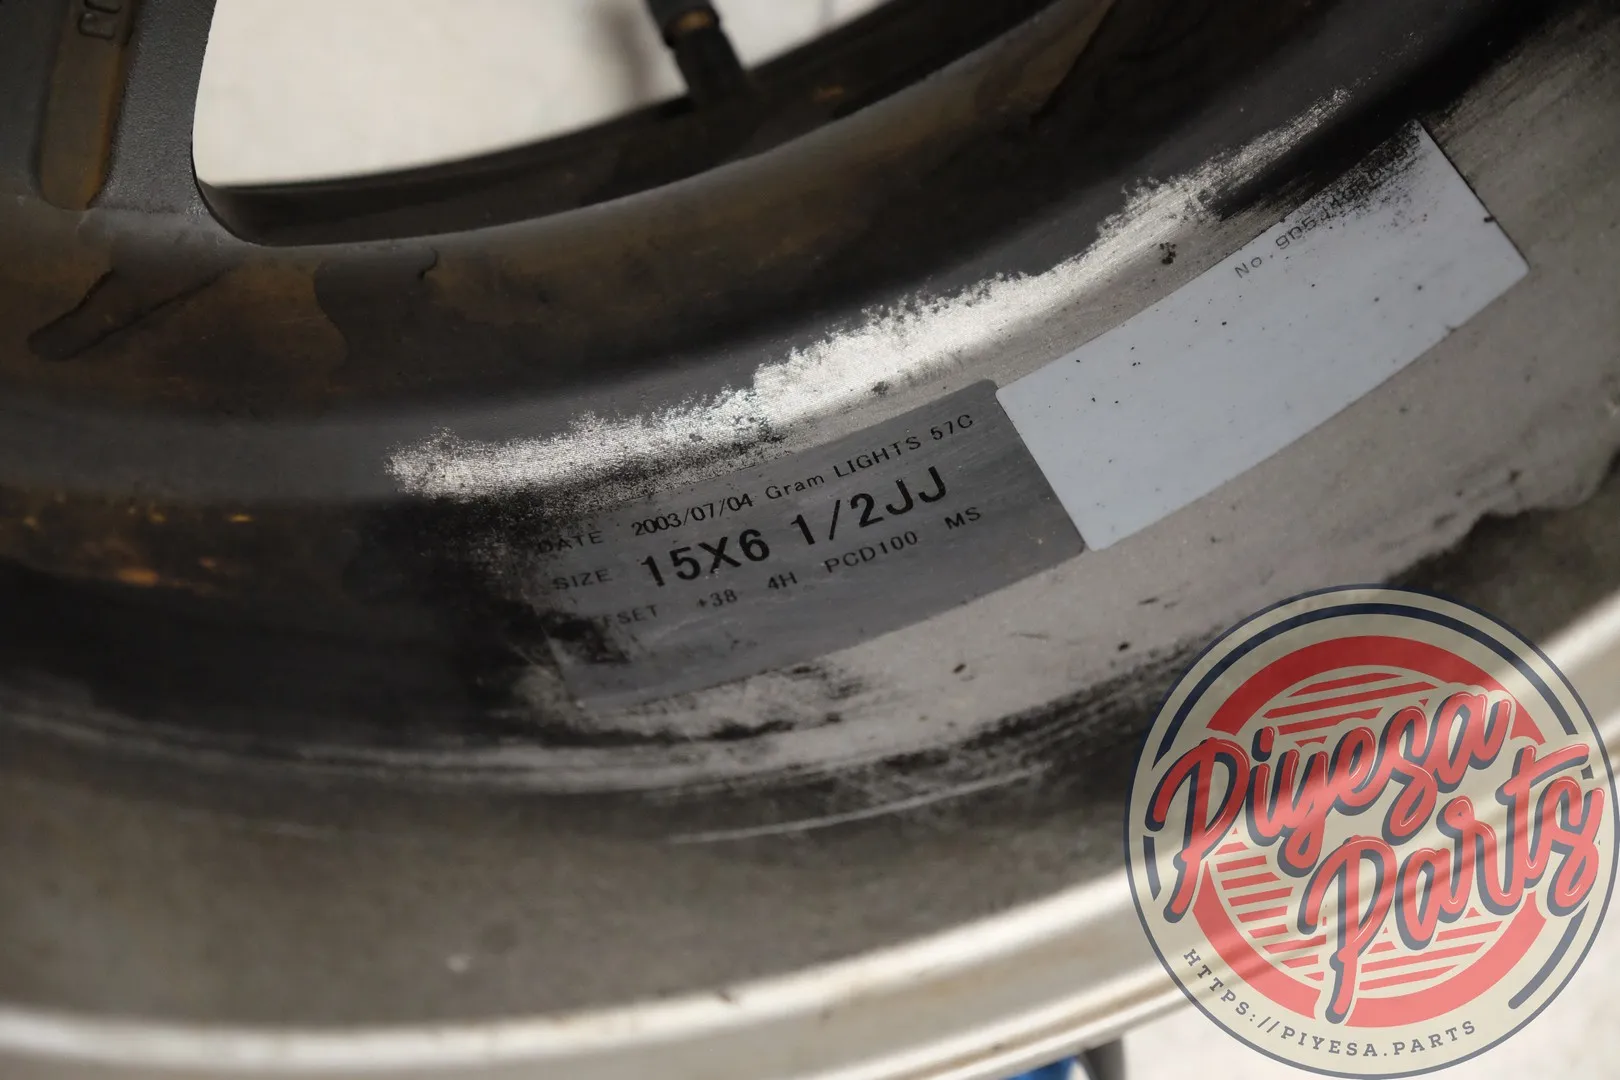 DATE 2003/07/04 Gram LIGHTS 57C
SIZE 15X6 1/2JJ
+38 4H PCD100 MS
No.
Piyesa
Parts
HTTPS://PIYESA.PARTS